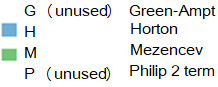 G (unused) Green-Ampt
H Horton
M Mezencev
P (unused) Philip 2 term